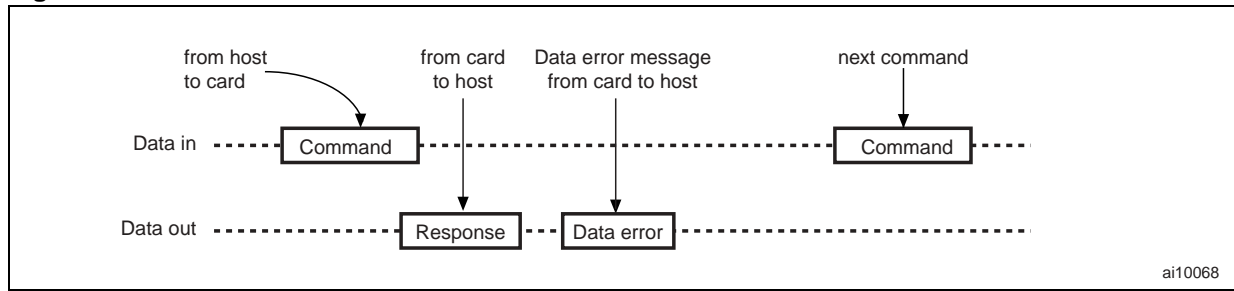 from host
to card
from card
to host
Data error message
from card to host
next command
Data in
Command
Command
Data out
Response
Data error
ai10068